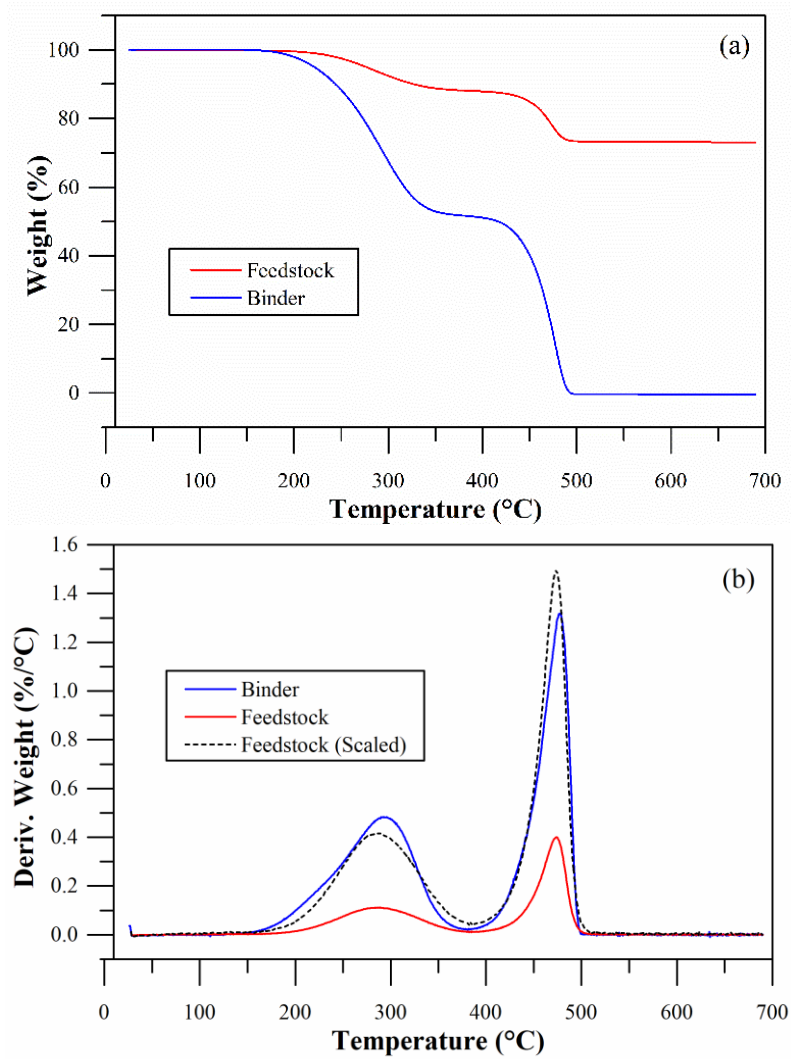 (a)
100
80
60
40
20
0
Weight (%)
Feedstock
Binder
0 100 200 300 400 500 600 700
Temperature (°C)
(b)
1.6
1.4
1.2
1.0
0.8
0.6
0.4
0.2
0.0
Deriv. Weight (%/°C)
Binder
Feedstock
Feedstock (Scaled)
0 100 200 300 400 500 600 700
Temperature (°C)